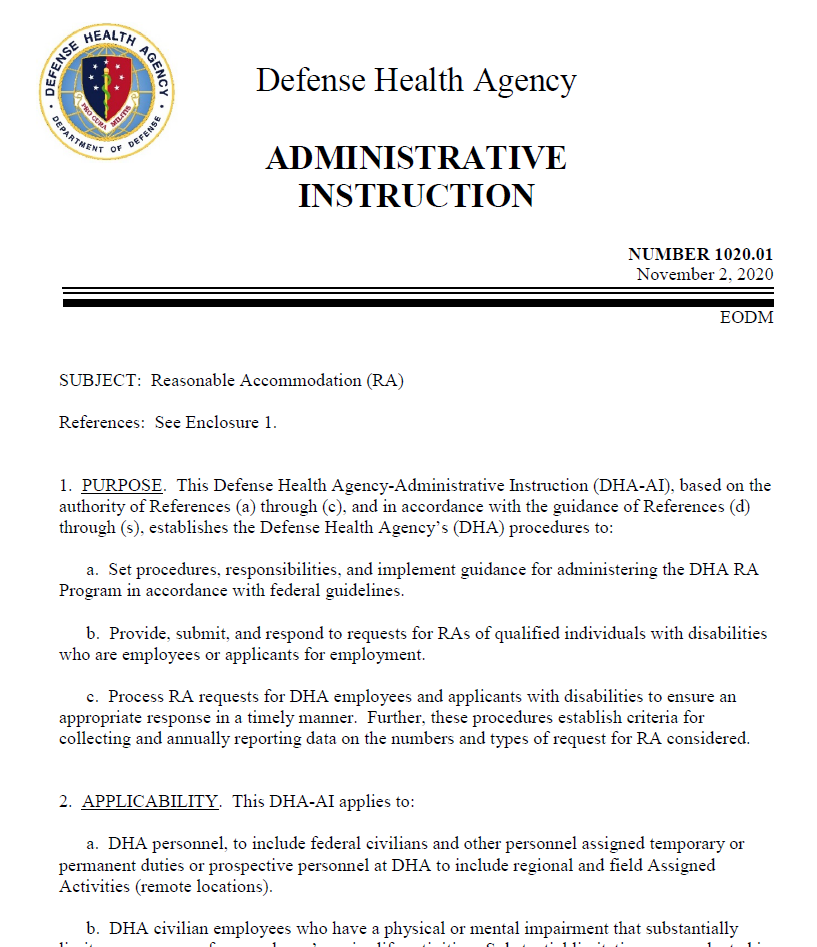 DEFENSE HEALTH AGENCY
DEPARTMENT OF DEFENSE
PRO CURA MILITIS
Defense Health Agency
ADMINISTRATIVE
INSTRUCTION
NUMBER 1020.01
November 2, 2020
EODM
SUBJECT:  Reasonable Accommodation (RA)
References:  See Enclosure 1.
1.  PURPOSE.  This Defense Health Agency-Administrative Instruction (DHA-AI), based on the
authority of References (a) through (c), and in accordance with the guidance of References (d)
through (s), establishes the Defense Health Agency’s (DHA) procedures to:
a.  Set procedures, responsibilities, and implement guidance for administering the DHA RA
Program in accordance with federal guidelines.
b.  Provide, submit, and respond to requests for RAs of qualified individuals with disabilities
who are employees or applicants for employment.
c.  Process RA requests for DHA employees and applicants with disabilities to ensure an
appropriate response in a timely manner.  Further, these procedures establish criteria for
collecting and annually reporting data on the numbers and types of request for RA considered.
2.  APPLICABILITY.  This DHA-AI applies to:
a.  DHA personnel, to include federal civilians and other personnel assigned temporary or
permanent duties or prospective personnel at DHA to include regional and field Assigned
Activities (remote locations).
b.  DHA civilian employees who have a physical or mental impairment that substantially